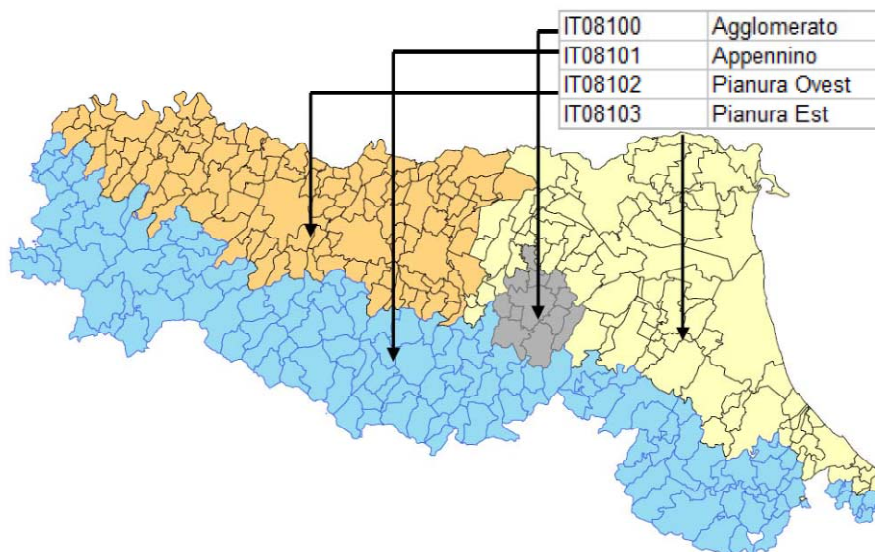 IT08100 Agglomerato
IT08101 Appennino
IT08102 Pianura Ovest
IT08103 Pianura Est